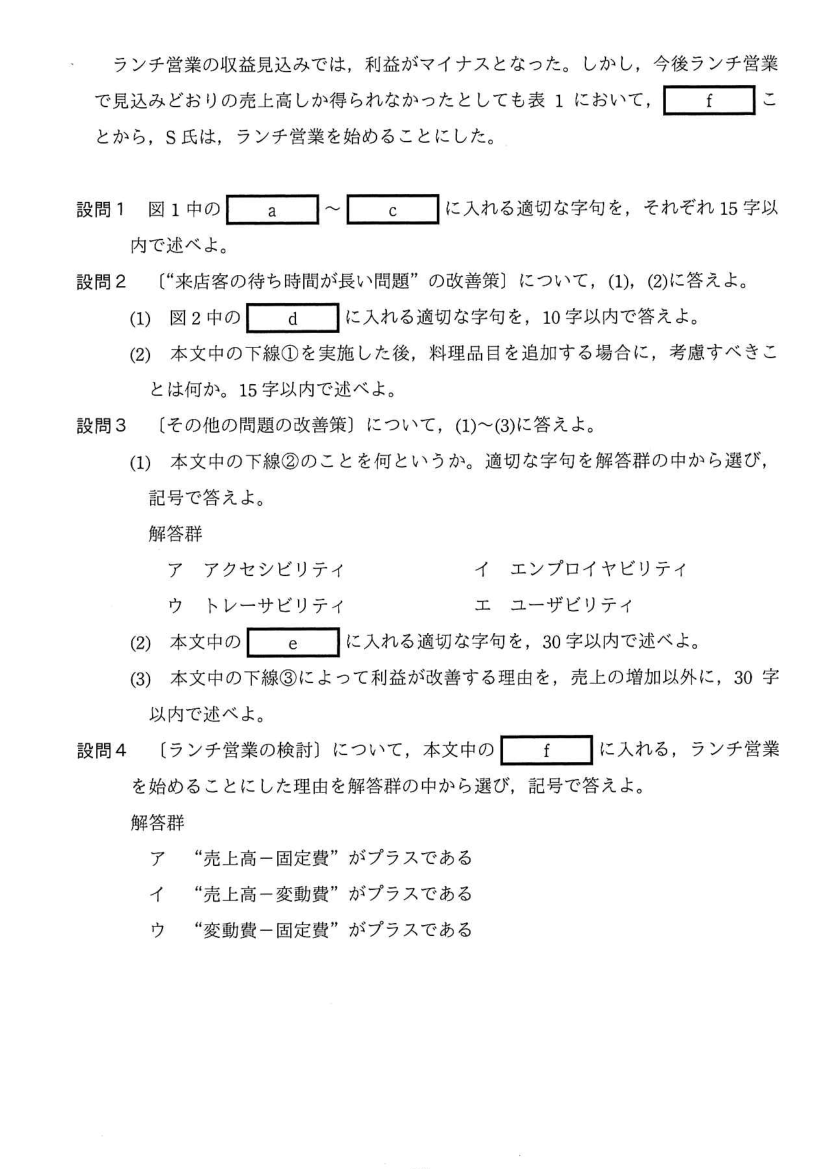 ランチ営業の収益見込みでは，利益がマイナスとなった。しかし，今後ランチ営業
で見込みどおりの売上高しか得られなかったとしても表 1 において， f こ
とから，S 氏は，ランチ営業を始めることにした。
設問1 図 1 中の a ～ c に入れる適切な字句を，それぞれ 15 字以
内で述べよ。
設問2 〔“来店客の待ち時間が長い問題” の改善策〕について，(1)，(2)に答えよ。
(1) 図 2 中の d に入れる適切な字句を，10 字以内で答えよ。
(2) 本文中の下線①を実施した後，料理品目を追加する場合に，考慮すべきこ
とは何か。15 字以内で述べよ。
設問3 〔その他の問題の改善策〕について，(1)～(3)に答えよ。
(1) 本文中の下線②のことを何というか。適切な字句を解答群の中から選び，
記号で答えよ。
解答群
ア アクセシビリティ イ エンプロイヤビリティ
ウ トレーサビリティ エ ユーザビリティ
(2) 本文中の e に入れる適切な字句を，30 字以内で述べよ。
(3) 本文中の下線③によって利益が改善する理由を，売上の増加以外に，30 字
以内で述べよ。
設問4 〔ランチ営業の検討〕について，本文中の f に入れる，ランチ営業
を始めることにした理由を解答群の中から選び，記号で答えよ。
解答群
ア “売上高－固定費” がプラスである
イ “売上高－変動費” がプラスである
ウ “変動費－固定費” がプラスである